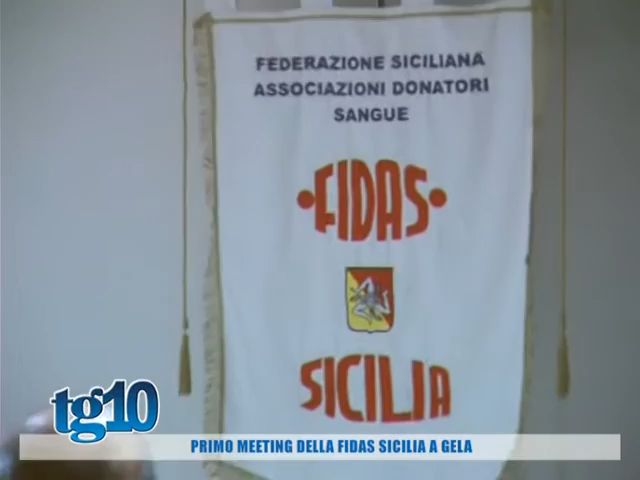 FEDERAZIONE SICILIANA
ASSOCIAZIONI DONATORI
SANGUE
•FIDAS•
SICILIA
tg10
PRIMO MEETING DELLA FIDAS SICILIA A GELA